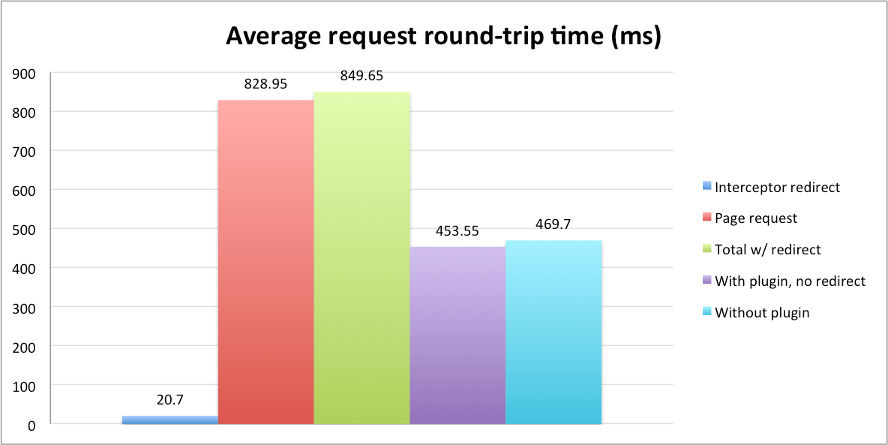 Average request round-trip time (ms)
900
800
700
600
500
400
300
200
100
0
20.7
828.95
849.65
453.55
469.7
Interceptor redirect
Page request
Total w/ redirect
With plugin, no redirect
Without plugin